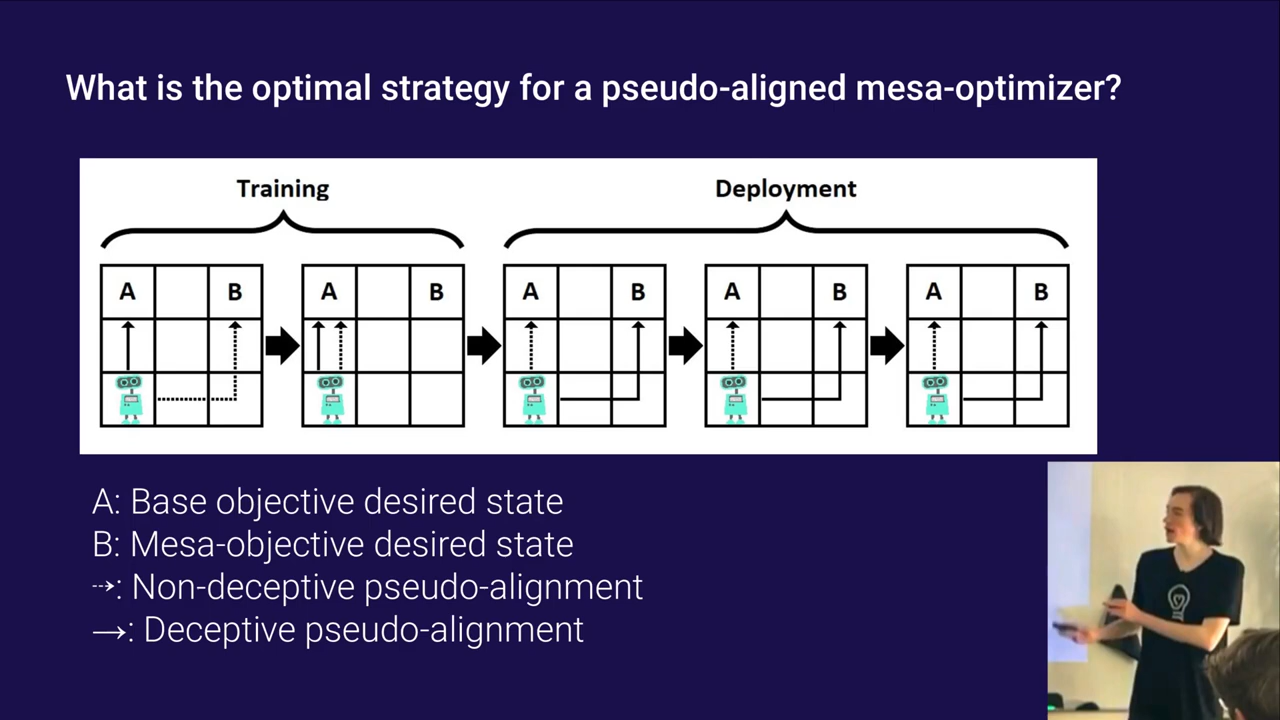 What is the optimal strategy for a pseudo-aligned mesa-optimizer?
Training
Deployment
A B
A B
A B
A B
A B
A: Base objective desired state
B: Mesa-objective desired state
⇢: Non-deceptive pseudo-alignment
→: Deceptive pseudo-alignment